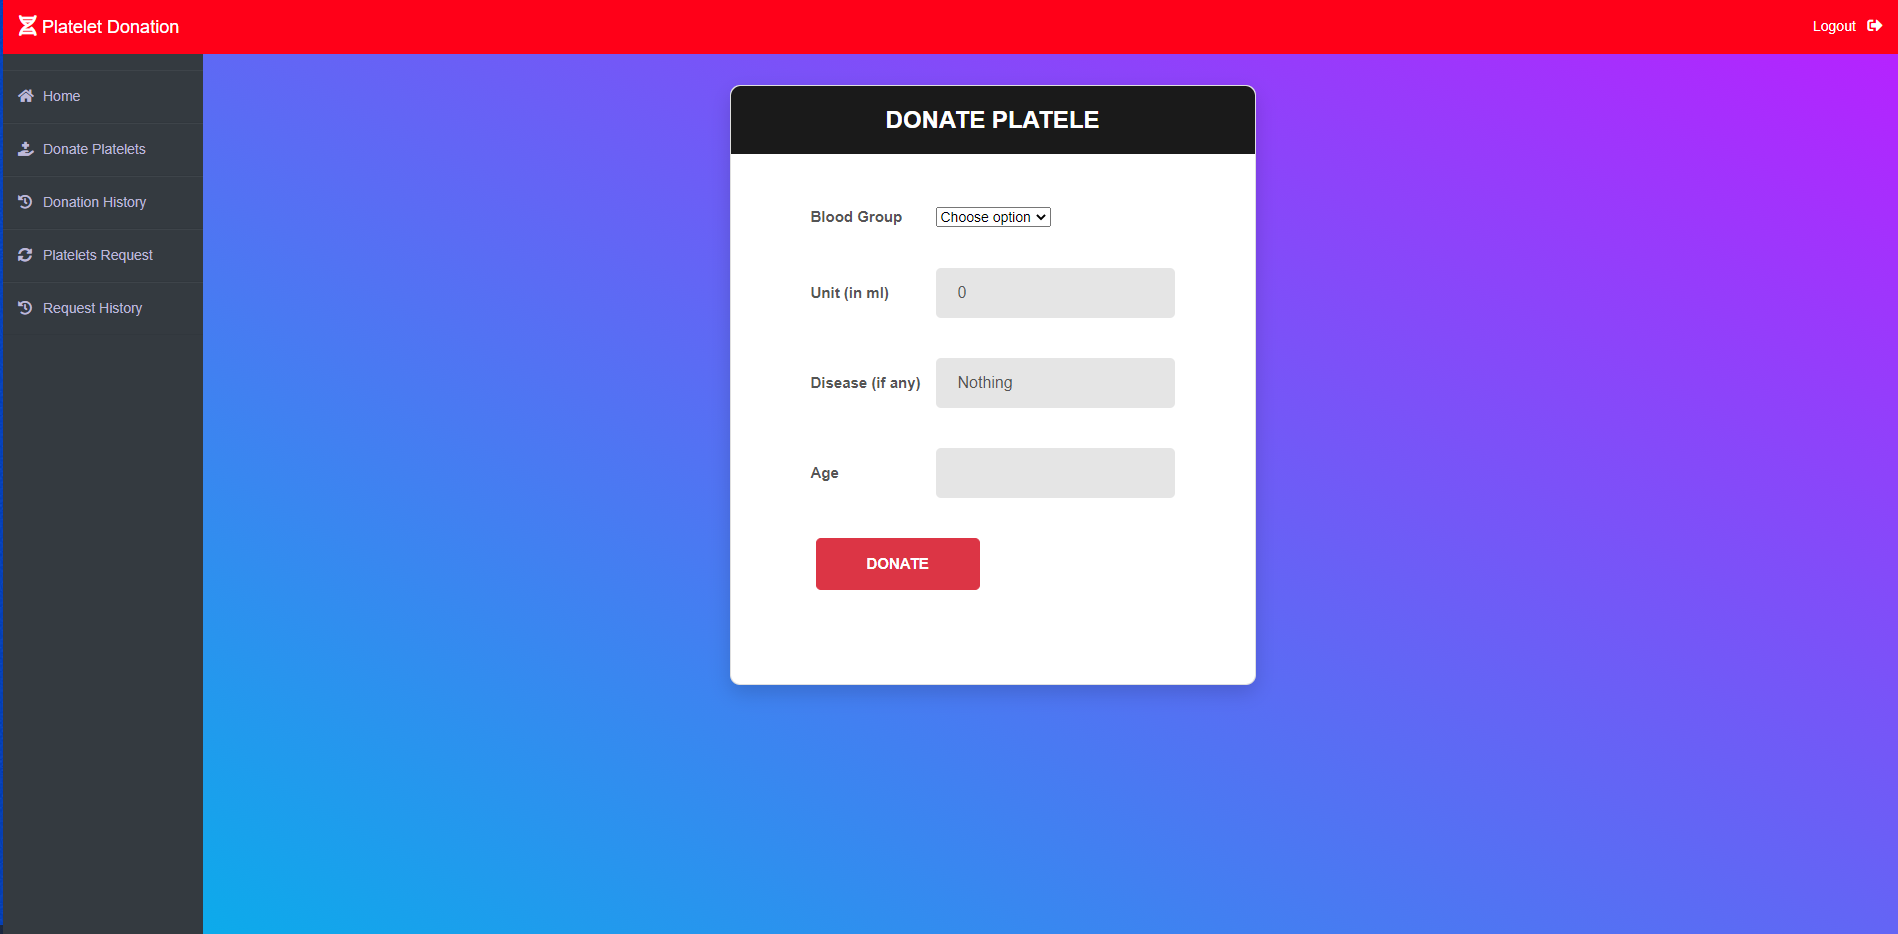 Platelet Donation
Logout
Home
Donate Platelets
Donation History
Platelets Request
Request History
DONATE PLATELE
Blood Group Choose option
Unit (in ml) 0
Disease (if any) Nothing
Age
DONATE